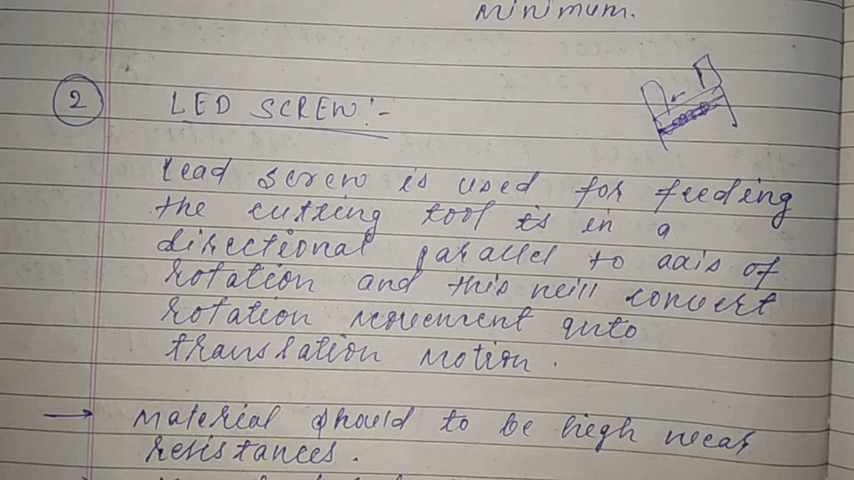 minimum.
2 LED SCREW:-
Lead screw is used for feeding
the cutting tool is in a
directional parallel to axis of
rotation and this will convert
rotation movement into
translation motion.
→ Material should to be high wear
resistances.